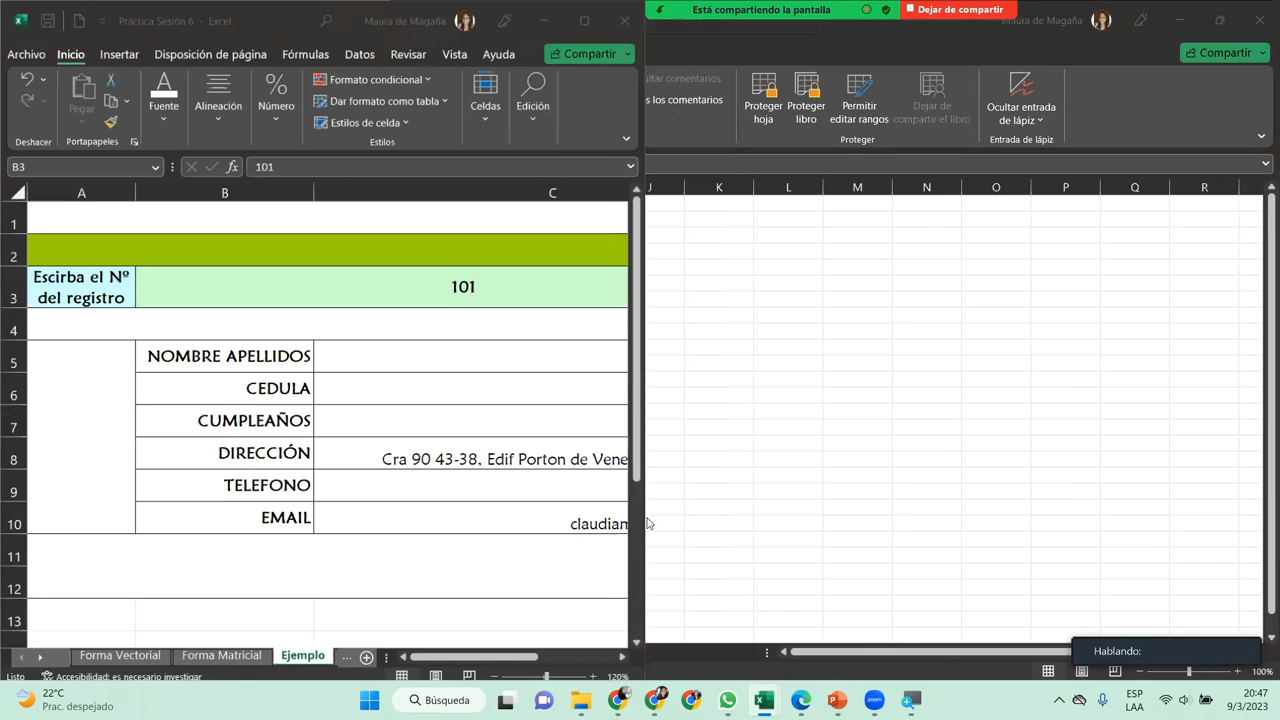 Práctica Sesión 6 - Excel
Maura de Magaña
Está compartiendo la pantalla
Dejar de compartir
Maura de Magaña
Archivo Inicio Insertar Disposición de página Fórmulas Datos Revisar Vista Ayuda Compartir
Compartir
Pegar
Fuente
Alineación
Número
Formato condicional
Dar formato como tabla
Estilos de celda
Celdas
Edición
Deshacer
Portapapeles
Estilos
ultar comentarios
s los comentarios
Proteger
hoja
Proteger
libro
Permitir
editar rangos
Dejar de
compartir el libro
Ocultar entrada
de lápiz
Proteger
Entrada de lápiz
B3
fx
101
A B C
J K L M N O P Q R
1
2
3
Escirba el Nº
del registro
101
4
5 NOMBRE APELLIDOS
6 CEDULA
7 CUMPLEAÑOS
8 DIRECCIÓN Cra 90 43-38, Edif Porton de Vene
9 TELEFONO
10 EMAIL claudiam
11
12
13
Forma Vectorial Forma Matricial Ejemplo ...
Hablando:
Listo Accesibilidad: es necesario investigar 120%
100%
22°C
Prac. despejado
Búsqueda
ESP
LAA
20:47
9/3/2023